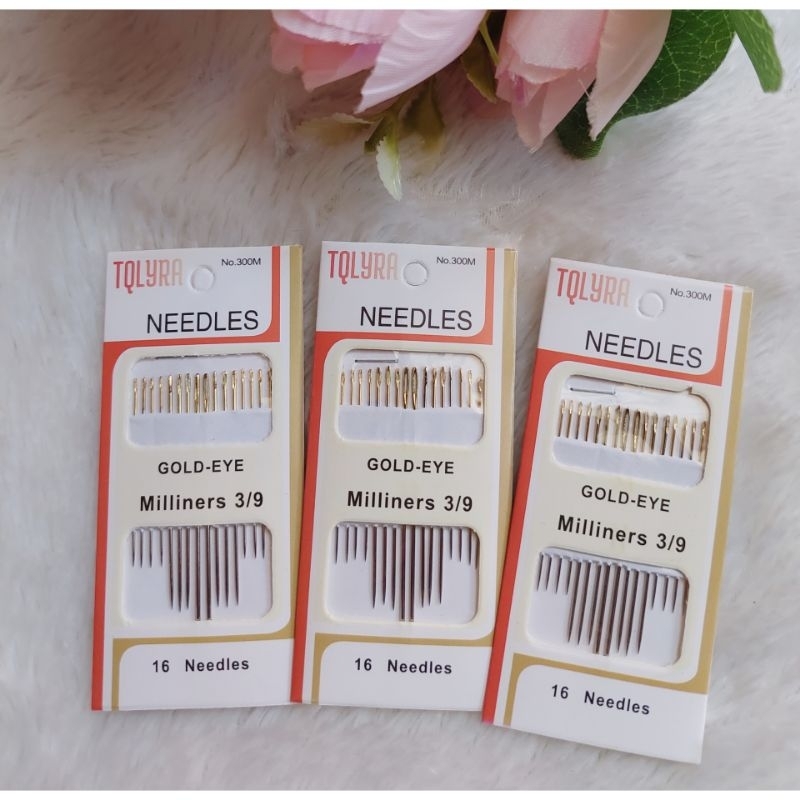 TQLYRA
No.300M
NEEDLES
GOLD-EYE
Milliners 3/9
16 Needles
TQLYRA
No.300M
NEEDLES
GOLD-EYE
Milliners 3/9
16 Needles
TQLYRA
No.300M
NEEDLES
GOLD-EYE
Milliners 3/9
16 Needles